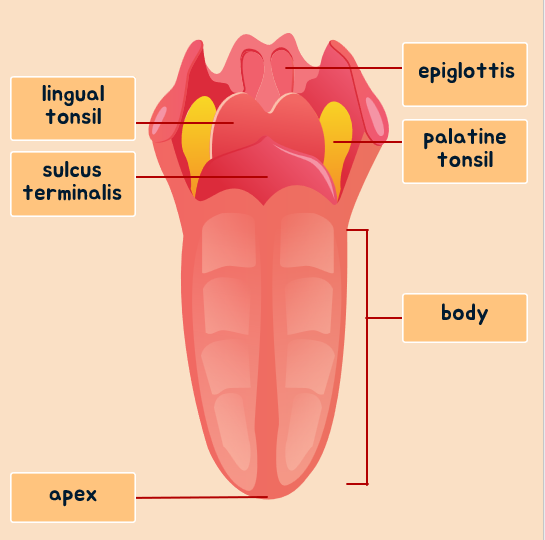 epiglottis
lingual
tonsil
palatine
tonsil
sulcus
terminalis
body
apex